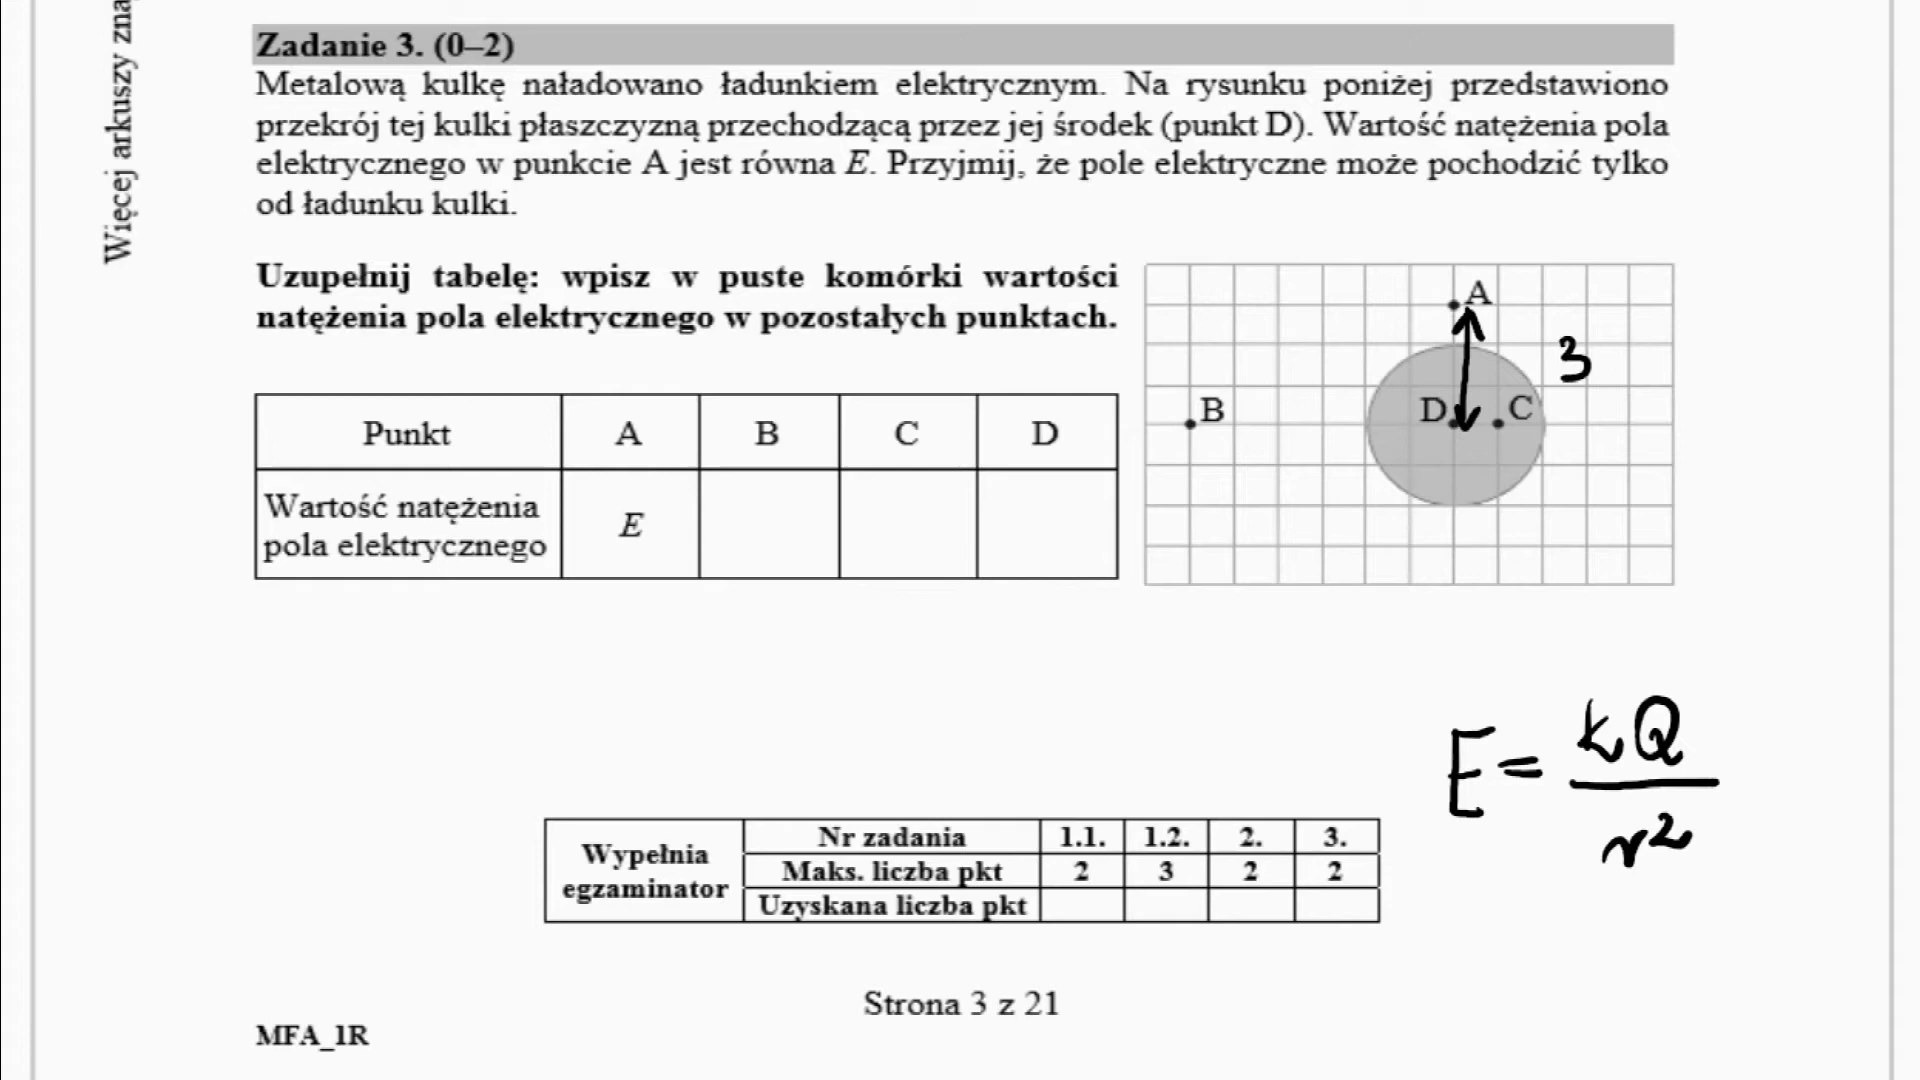 Więcej arkuszy zna
Zadanie 3. (0–2)
Metalową kulkę naładowano ładunkiem elektrycznym. Na rysunku poniżej przedstawiono
przekrój tej kulki płaszczyzną przechodzącą przez jej środek (punkt D). Wartość natężenia pola
elektrycznego w punkcie A jest równa E. Przyjmij, że pole elektryczne może pochodzić tylko
od ładunku kulki.
Uzupełnij tabelę: wpisz w puste komórki wartości
natężenia pola elektrycznego w pozostałych punktach.
Punkt A B C D
Wartość natężenia
pola elektrycznego
E
A
3
B
D
C
E = kQ
r²
Wypełnia
egzaminator
Nr zadania 1.1. 1.2. 2. 3.
Maks. liczba pkt 2 3 2 2
Uzyskana liczba pkt
Strona 3 z 21
MFA_1R